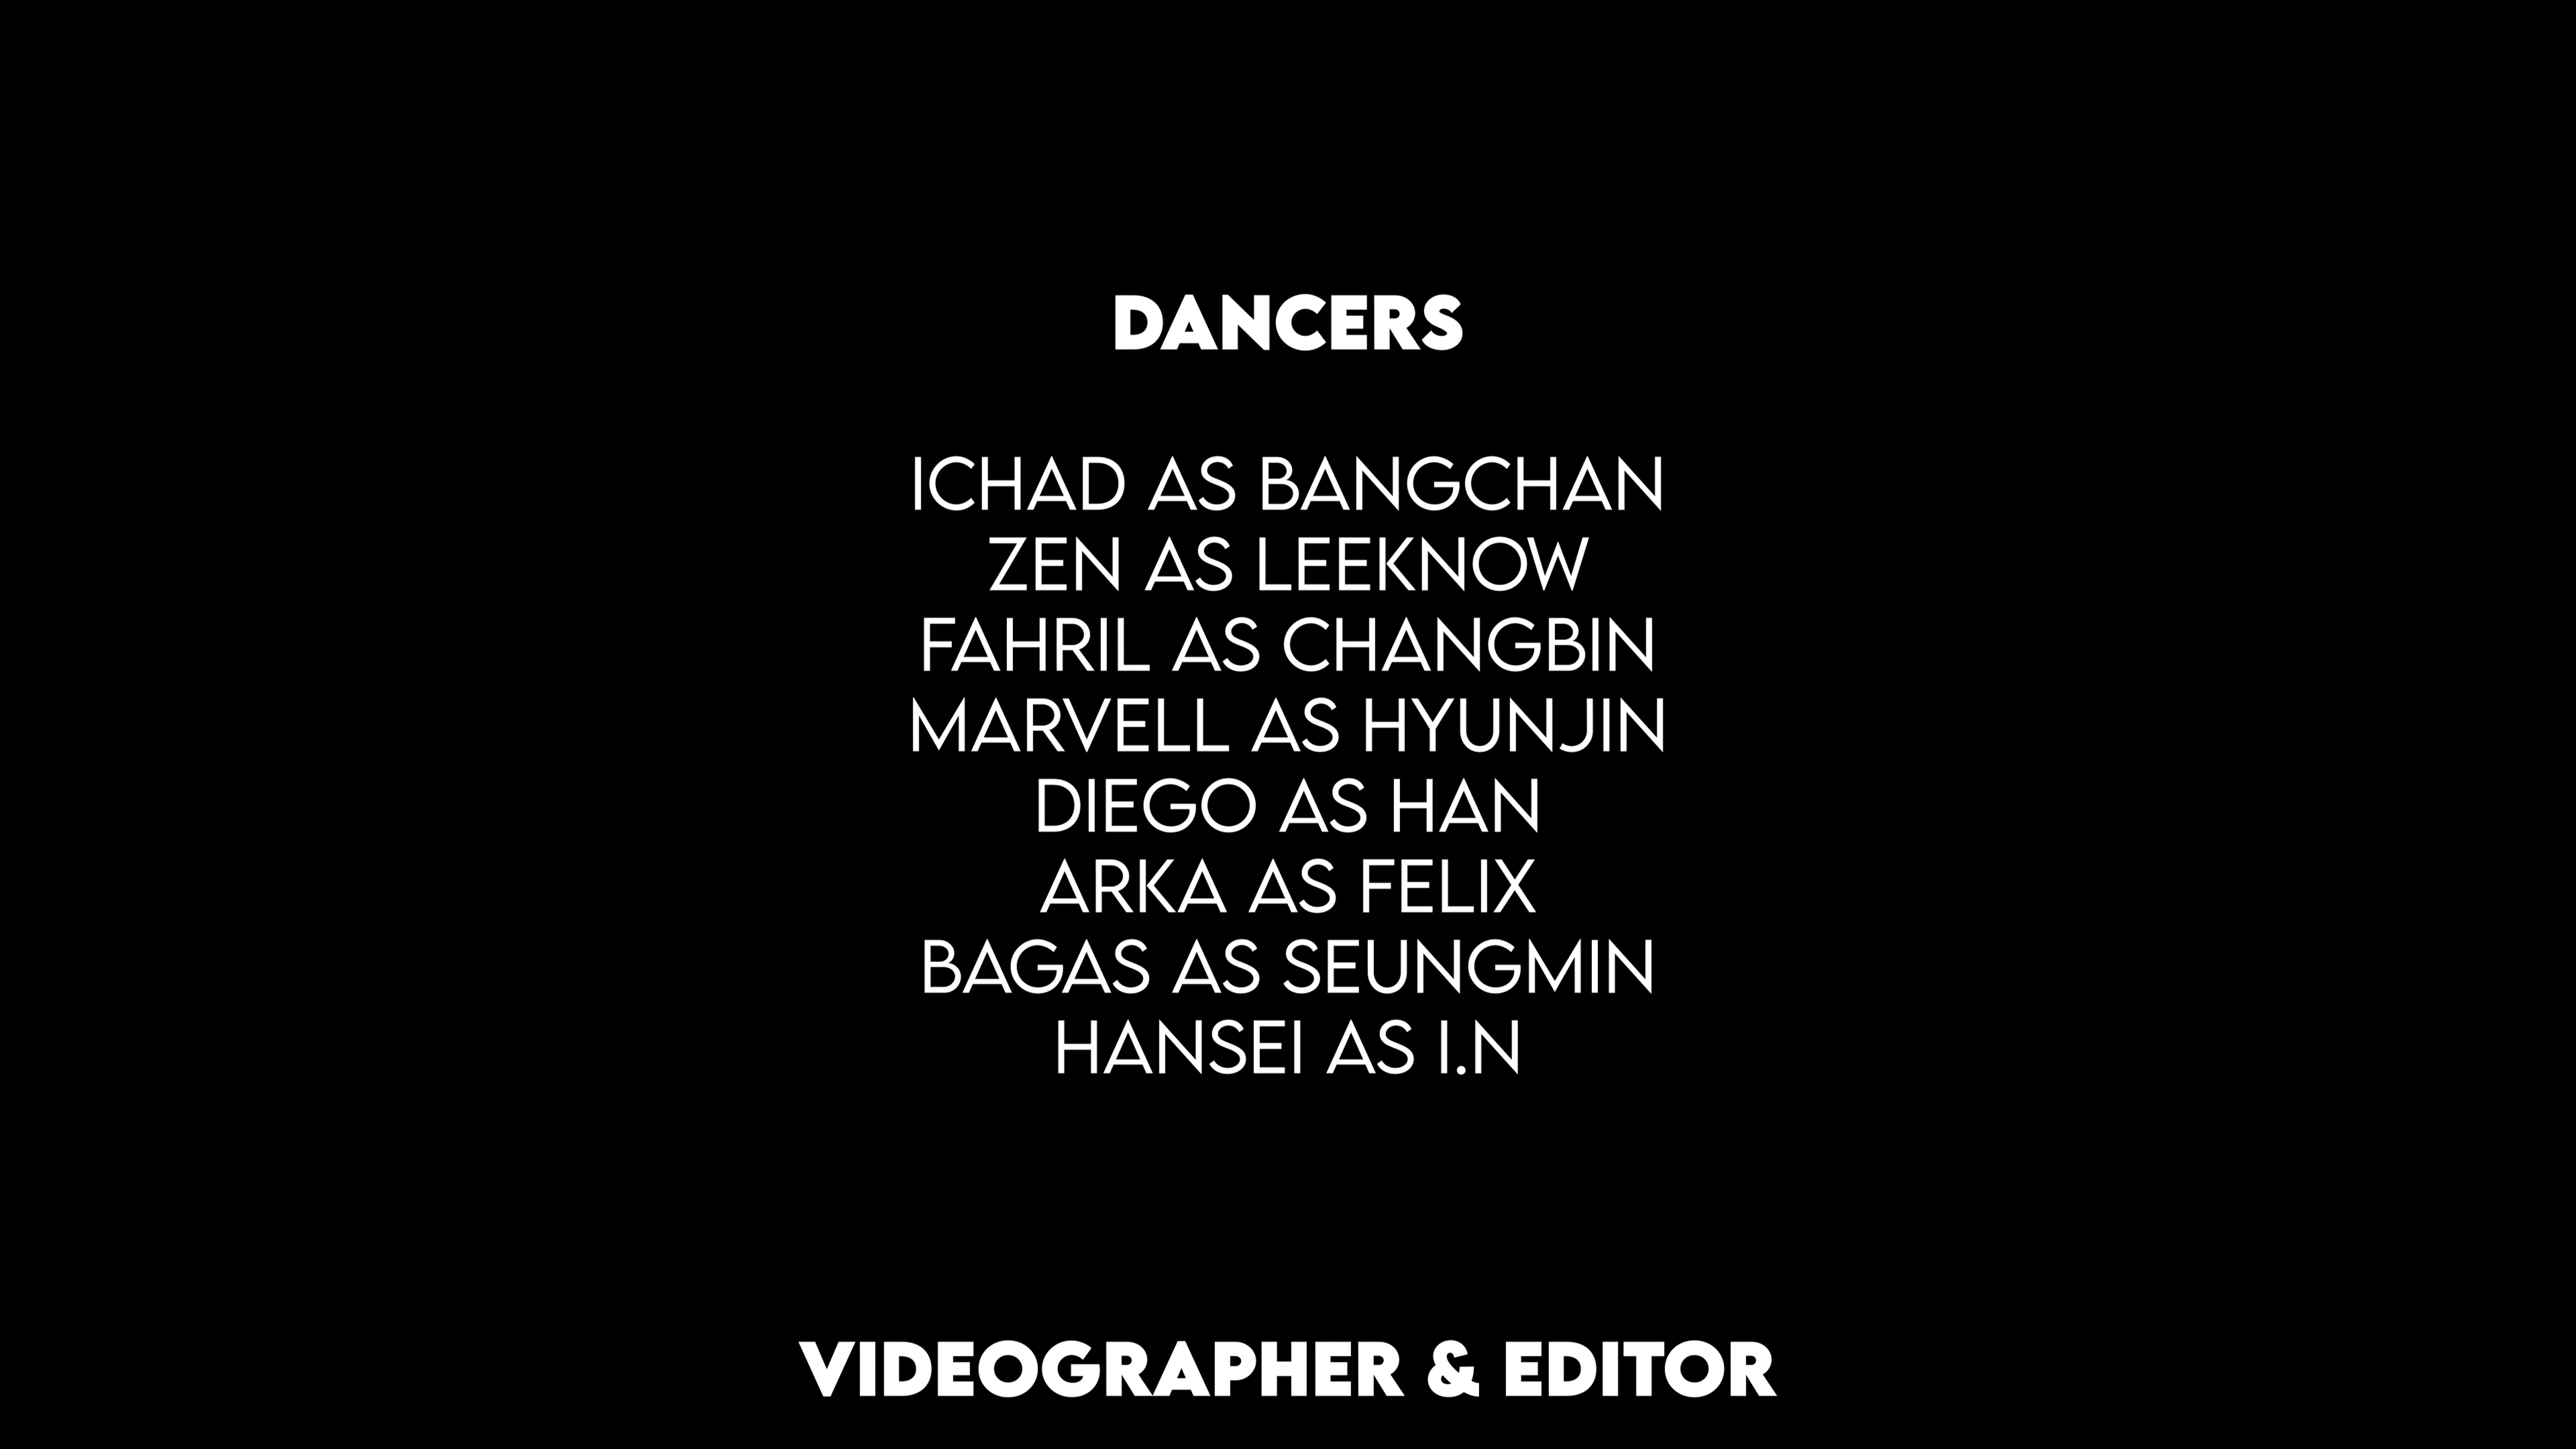 DANCERS
ICHAD AS BANGCHAN
ZEN AS LEEKNOW
FAHRIL AS CHANGBIN
MARVELL AS HYUNJIN
DIEGO AS HAN
ARKA AS FELIX
BAGAS AS SEUNGMIN
HANSEI AS I.N
VIDEOGRAPHER & EDITOR